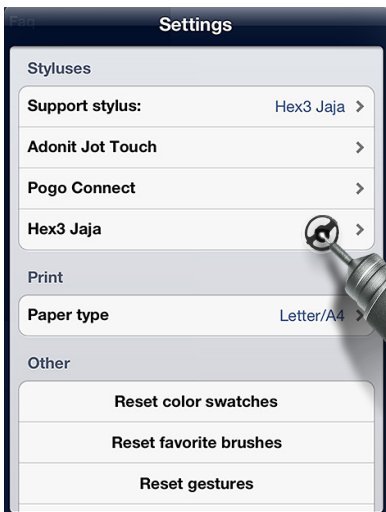 Faq
Settings
Styluses
Support stylus: Hex3 Jaja
Adonit Jot Touch
Pogo Connect
Hex3 Jaja
Print
Paper type Letter/A4
Other
Reset color swatches
Reset favorite brushes
Reset gestures